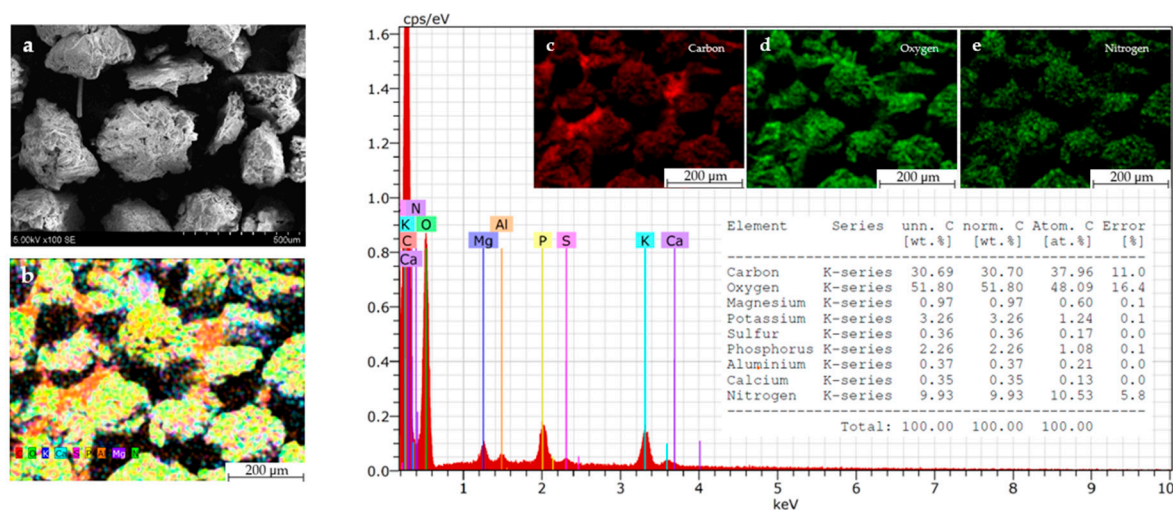 a
5.00kV x100 SE
500um
b
C O K Ca S P Al Mg N
200 µm
cps/eV
1.6
1.4
1.2
1.0
0.8
0.6
0.4
0.2
0.0
N
K O
C
Ca
Mg
Al
P
S
K
Ca
1 2 3 4 5 6 7 8 9 10
keV
c Carbon
200 µm
d Oxygen
200 µm
e Nitrogen
200 µm
Element Series unn. C norm. C Atom. C Error
[wt.%] [wt.%] [at.%] [%]
Carbon K-series 30.69 30.70 37.96 11.0
Oxygen K-series 51.80 51.80 48.09 16.4
Magnesium K-series 0.97 0.97 0.60 0.1
Potassium K-series 3.26 3.26 1.24 0.1
Sulfur K-series 0.36 0.36 0.17 0.0
Phosphorus K-series 2.26 2.26 1.08 0.1
Aluminium K-series 0.37 0.37 0.21 0.0
Calcium K-series 0.35 0.35 0.13 0.0
Nitrogen K-series 9.93 9.93 10.53 5.8
Total: 100.00 100.00 100.00